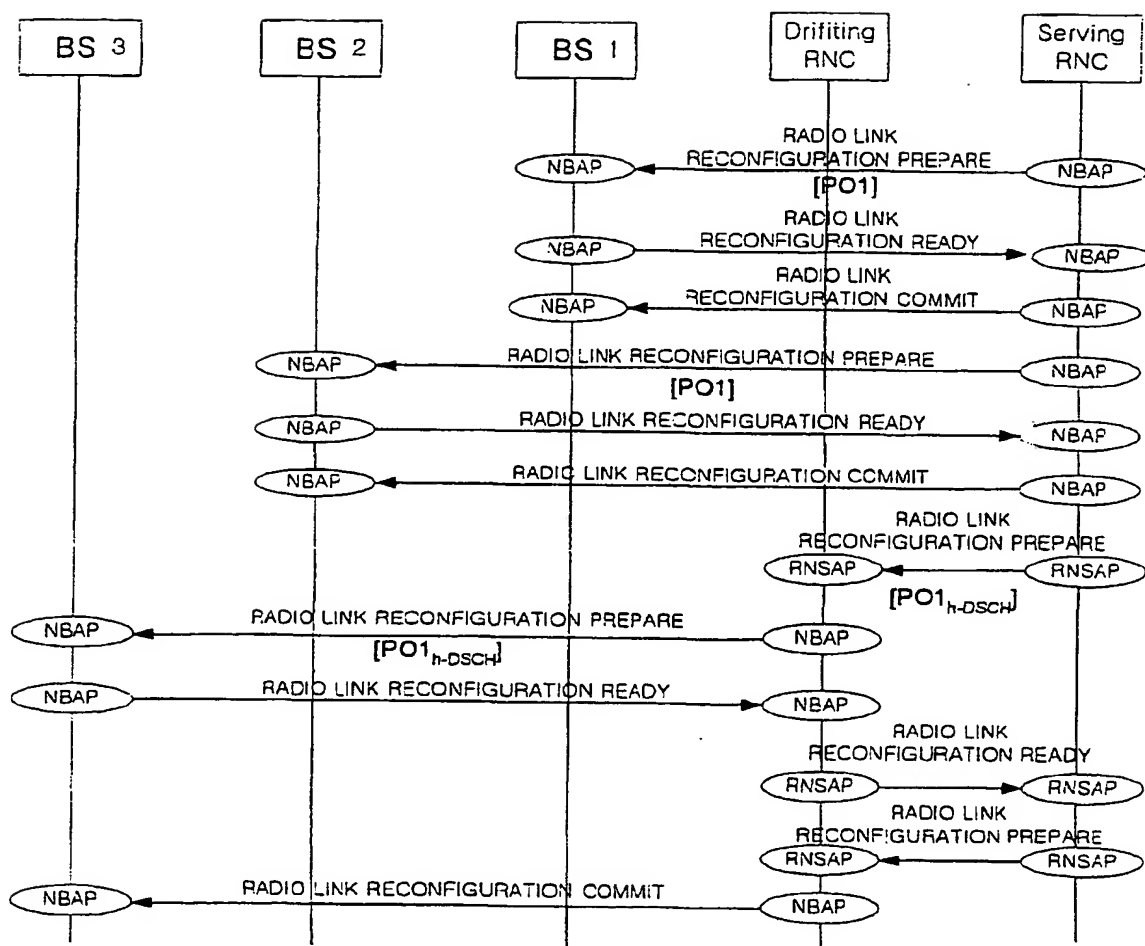 BS 3
BS 2
BS 1
Drifiting
RNC
Serving
RNC
RADIO LINK
RECONFIGURATION PREPARE
NBAP
NBAP
[PO1]
RADIO LINK
RECONFIGURATION READY
NBAP
NBAP
RADIO LINK
RECONFIGURATION COMMIT
NBAP
NBAP
RADIO LINK RECONFIGURATION PREPARE
NBAP
NBAP
[PO1]
RADIO LINK RECONFIGURATION READY
NBAP
NBAP
RADIO LINK RECONFIGURATION COMMIT
NBAP
NBAP
RADIO LINK
RECONFIGURATION PREPARE
RNSAP
RNSAP
[PO1h-DSCH]
RADIO LINK RECONFIGURATION PREPARE
NBAP
NBAP
[PO1h-DSCH]
RADIO LINK RECONFIGURATION READY
NBAP
NBAP
RADIO LINK
RECONFIGURATION READY
RNSAP
RNSAP
RADIO LINK
RECONFIGURATION PREPARE
RNSAP
RNSAP
RADIO LINK RECONFIGURATION COMMIT
NBAP
NBAP